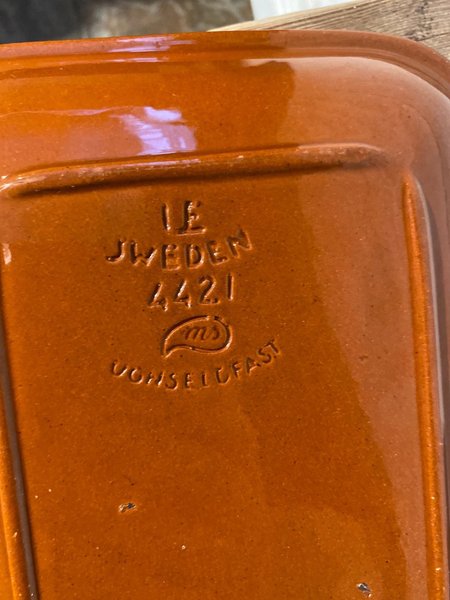 IE
SWEDEN
4421
ms
UGNSELDFAST